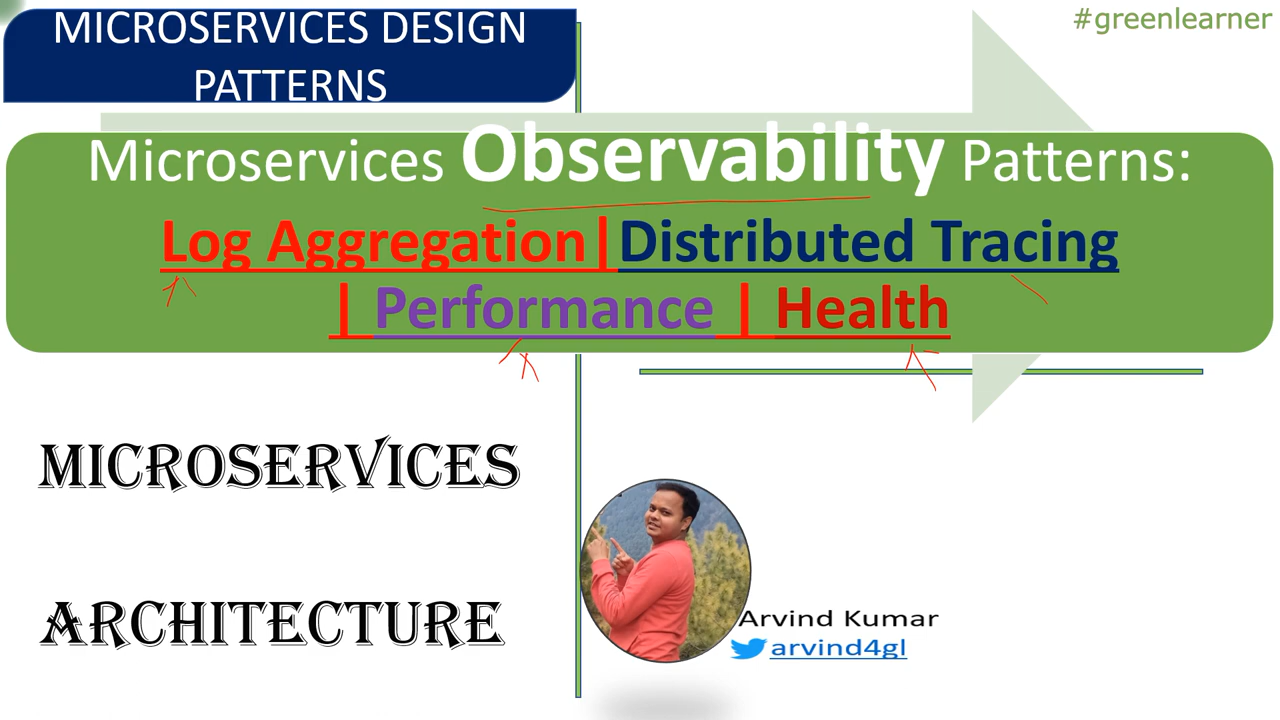 MICROSERVICES DESIGN
PATTERNS
#greenlearner
Microservices Observability Patterns:
Log Aggregation|Distributed Tracing
| Performance | Health
MICROSERVICES
ARCHITECTURE
Arvind Kumar
arvind4gl